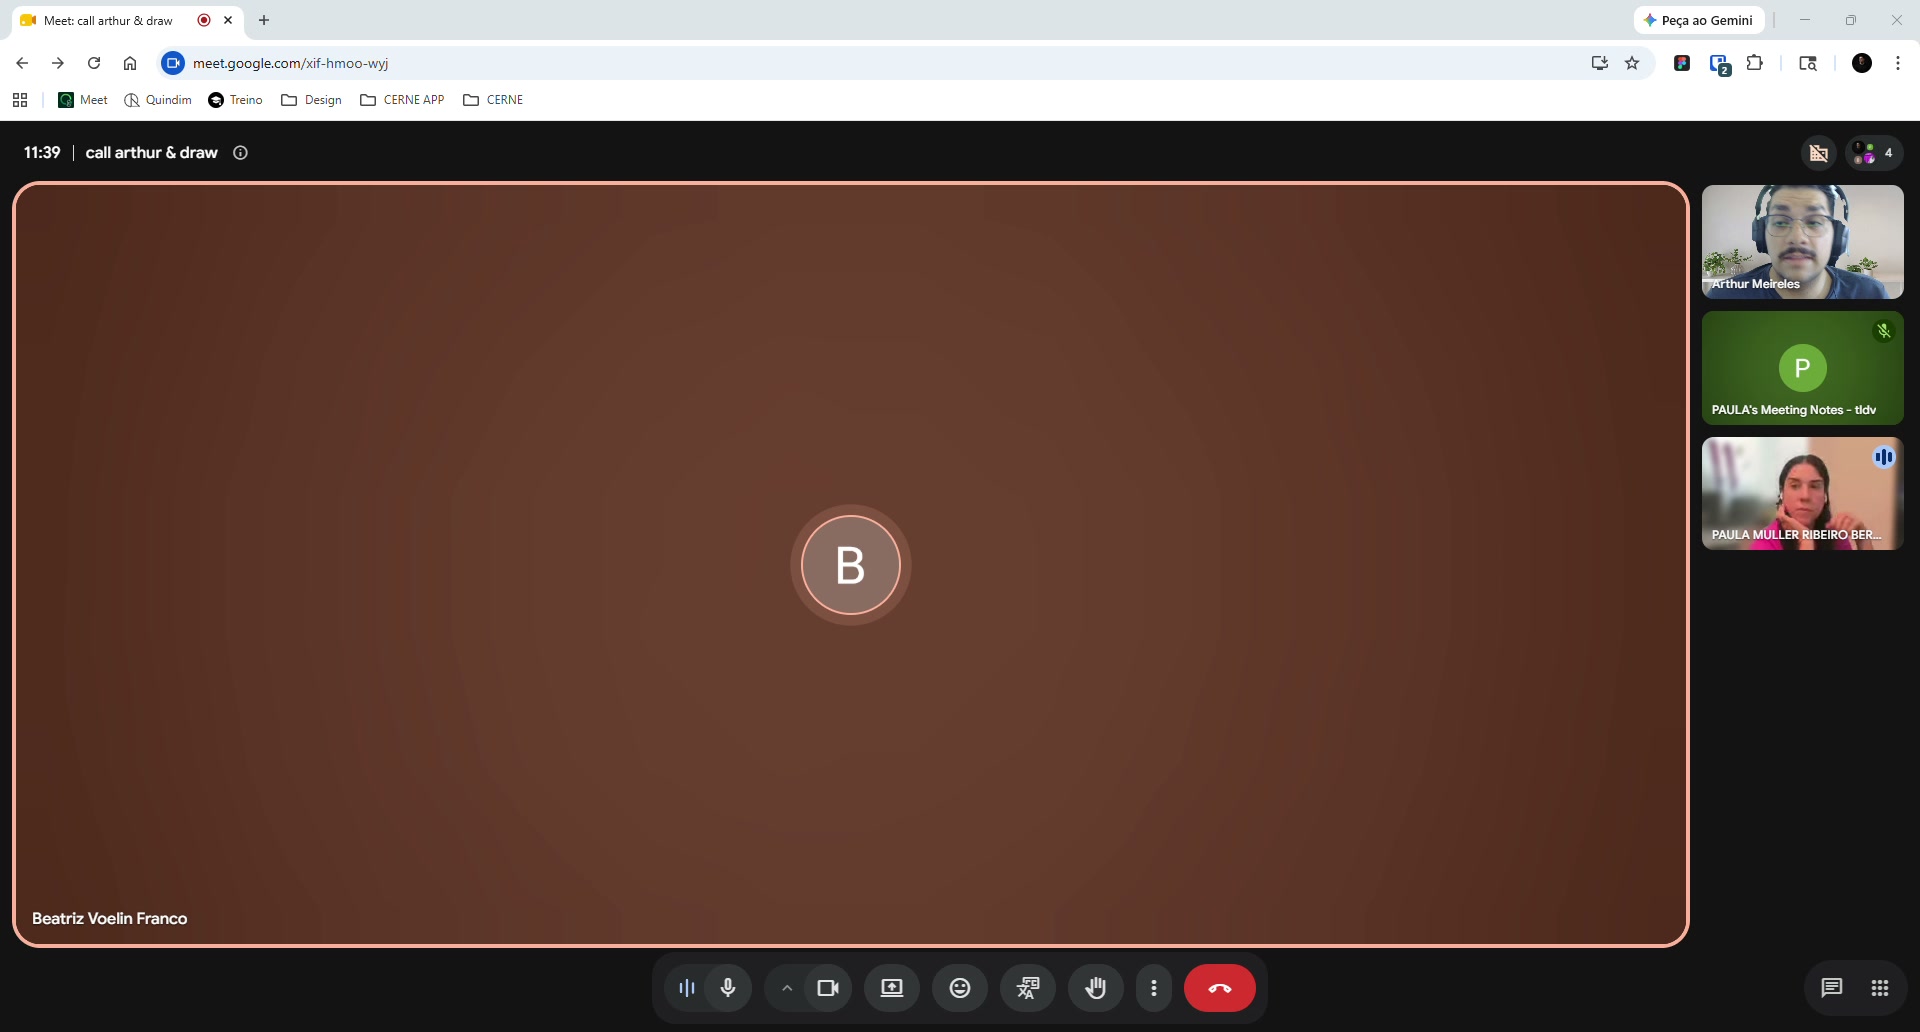 Meet: call arthur & draw
Peça ao Gemini
meet.google.com/xif-hmoo-wyj
2
Meet
Quindim
Treino
Design
CERNE APP
CERNE
11:39
call arthur & draw
4
Arthur Meireles
P
PAULA's Meeting Notes - tldv
PAULA MULLER RIBEIRO BER...
B
Beatriz Voelin Franco